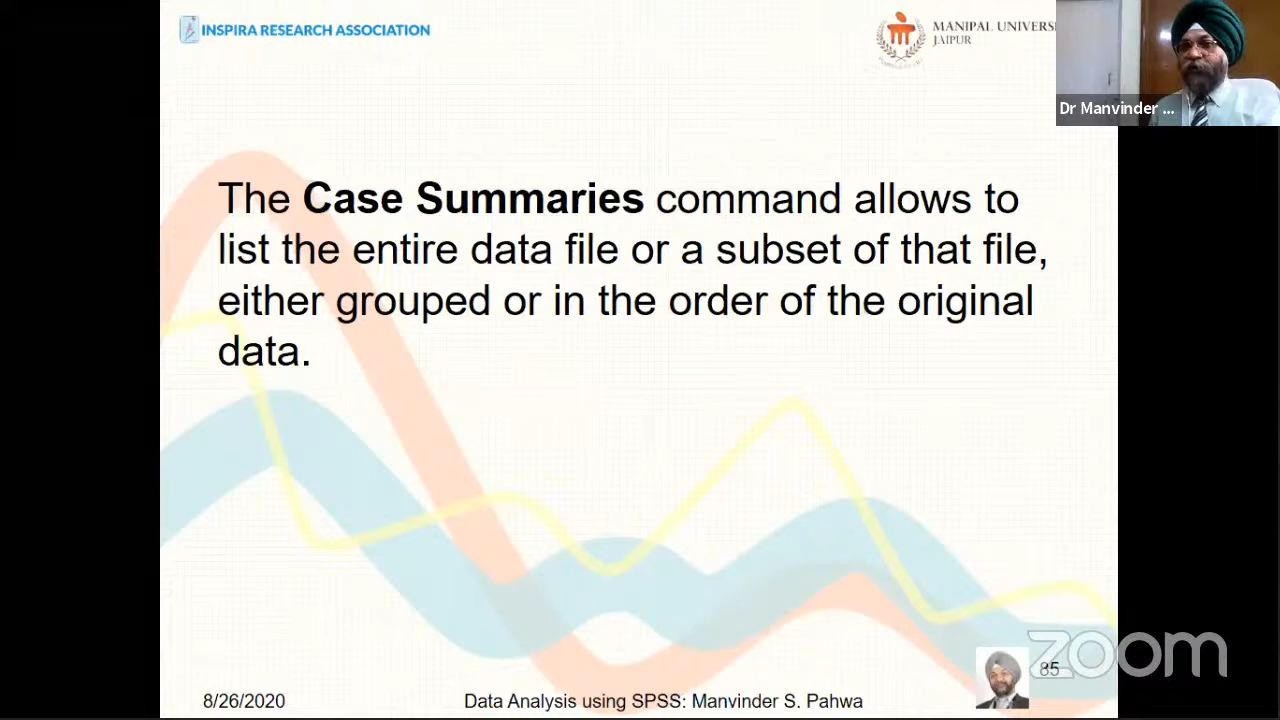 INSPIRA RESEARCH ASSOCIATION
MANIPAL UNIVERSI
JAIPUR
Dr Manvinder ...
The Case Summaries command allows to
list the entire data file or a subset of that file,
either grouped or in the order of the original
data.
zoom
85
8/26/2020
Data Analysis using SPSS: Manvinder S. Pahwa